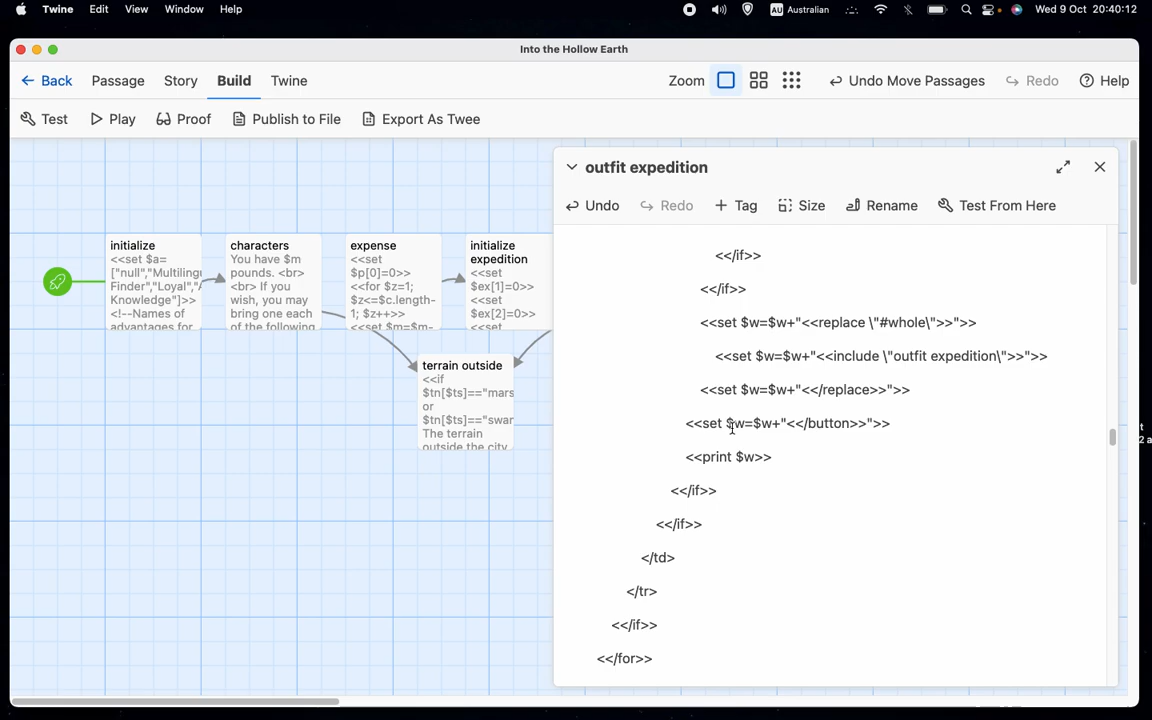 Twine Edit View Window Help AU Australian Wed 9 Oct 20:40:12
Into the Hollow Earth
Back Passage Story Build Twine Zoom Undo Move Passages Redo Help
Test Play Proof Publish to File Export As Twee
outfit expedition
Undo Redo Tag Size Rename Test From Here
initialize
<<set $a=
["null","Multilingu
Finder","Loyal","A
Knowledge"]>>
<!--Names of
advantages for
characters
You have $m
pounds. <br>
<br> If you
wish, you may
bring one each
of the following
expense
<<set
$p[0]=0>>
<<for $z=1;
$z<=$c.length-
1; $z++>>
<<set $m=$m-
initialize
expedition
<<set
$ex[1]=0>>
<<set
$ex[2]=0>>
<<set
terrain outside
<<if
$tn[$ts]=="mars
or
$tn[$ts]=="swar
The terrain
outside the city
<</if>>
<</if>>
<<set $w=$w+"<<replace \"#whole\">>">>
<<set $w=$w+"<<include \"outfit expedition\">>">>
<<set $w=$w+"<</replace>>">>
<<set $w=$w+"<</button>>">>
<<print $w>>
<</if>>
<</if>>
</td>
</tr>
<</if>>
<</for>>